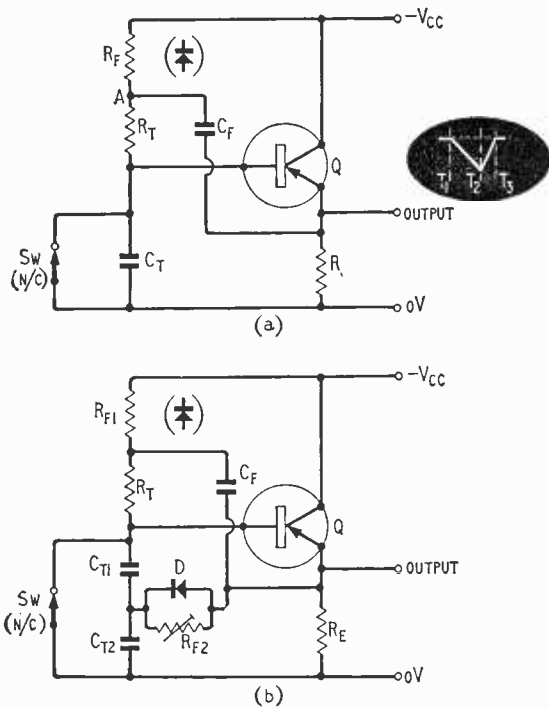 -VCC
RF
A
RT
CF
Q
T1 T2 T3
OUTPUT
SW
(N/C)
CT
R
0V
(a)
-VCC
RF1
CF
RT
Q
CT1
D
OUTPUT
SW
(N/C)
CT2
RF2
RE
0V
(b)